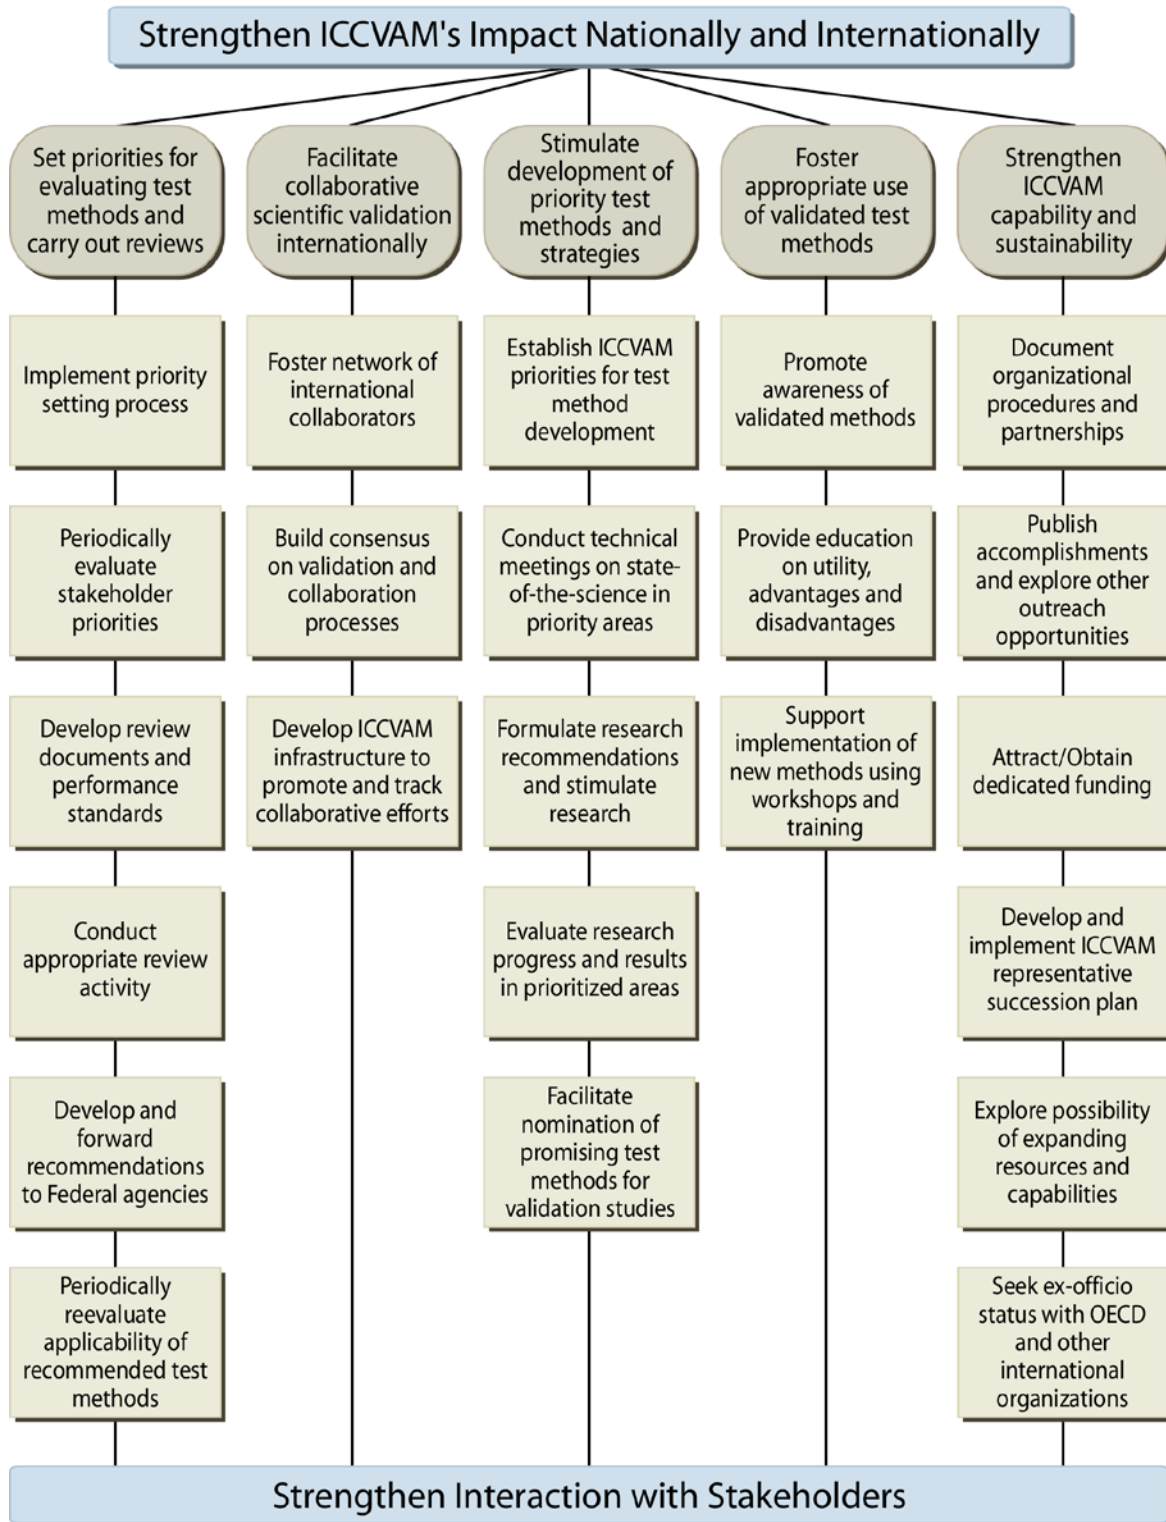 Strengthen ICCVAM's Impact Nationally and Internationally
Set priorities for
evaluating test
methods and
carry out reviews
Implement priority
setting process
Periodically
evaluate
stakeholder
priorities
Develop review
documents and
performance
standards
Conduct
appropriate review
activity
Develop and
forward
recommendations
to Federal agencies
Periodically
reevaluate
applicability of
recommended test
methods
Facilitate
collaborative
scientific validation
internationally
Foster network of
international
collaborators
Build consensus
on validation and
collaboration
processes
Develop ICCVAM
infrastructure to
promote and track
collaborative efforts
Stimulate
development of
priority test
methods and
strategies
Establish ICCVAM
priorities for test
method
development
Conduct technical
meetings on state-
of-the-science in
priority areas
Formulate research
recommendations
and stimulate
research
Evaluate research
progress and results
in prioritized areas
Facilitate
nomination of
promising test
methods for
validation studies
Foster
appropriate use
of validated test
methods
Promote
awareness of
validated methods
Provide education
on utility,
advantages and
disadvantages
Support
implementation of
new methods using
workshops and
training
Strengthen
ICCVAM
capability and
sustainability
Document
organizational
procedures and
partnerships
Publish
accomplishments
and explore other
outreach
opportunities
Attract/Obtain
dedicated funding
Develop and
implement ICCVAM
representative
succession plan
Explore possibility
of expanding
resources and
capabilities
Seek ex-officio
status with OECD
and other
international
organizations
Strengthen Interaction with Stakeholders